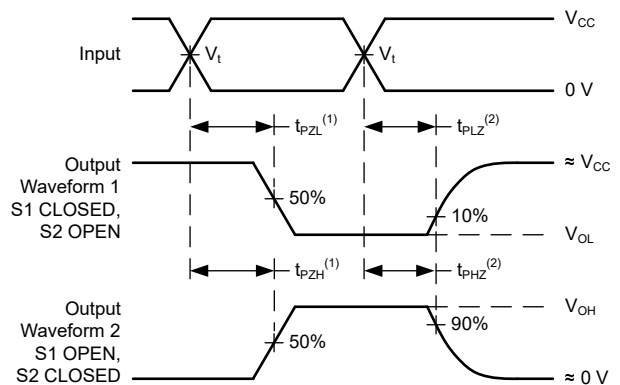 V_CC
Input
V_t
V_t
0 V
t_PZL^(1)
t_PLZ^(2)
Output
Waveform 1
S1 CLOSED,
S2 OPEN
≈ V_CC
50%
10%
V_OL
t_PZH^(1)
t_PHZ^(2)
Output
Waveform 2
S1 OPEN,
S2 CLOSED
V_OH
50%
90%
≈ 0 V